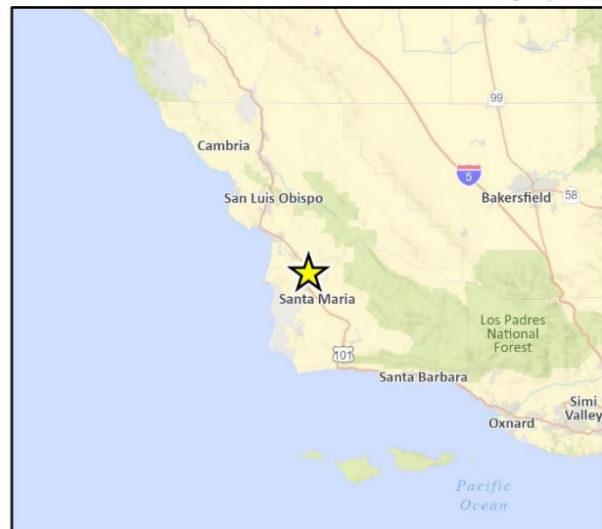 99
Cambria
5
San Luis Obispo
Bakersfield
58
Santa Maria
Los Padres
National
Forest
101
Santa Barbara
Simi
Valley
Oxnard
Pacific
Ocean